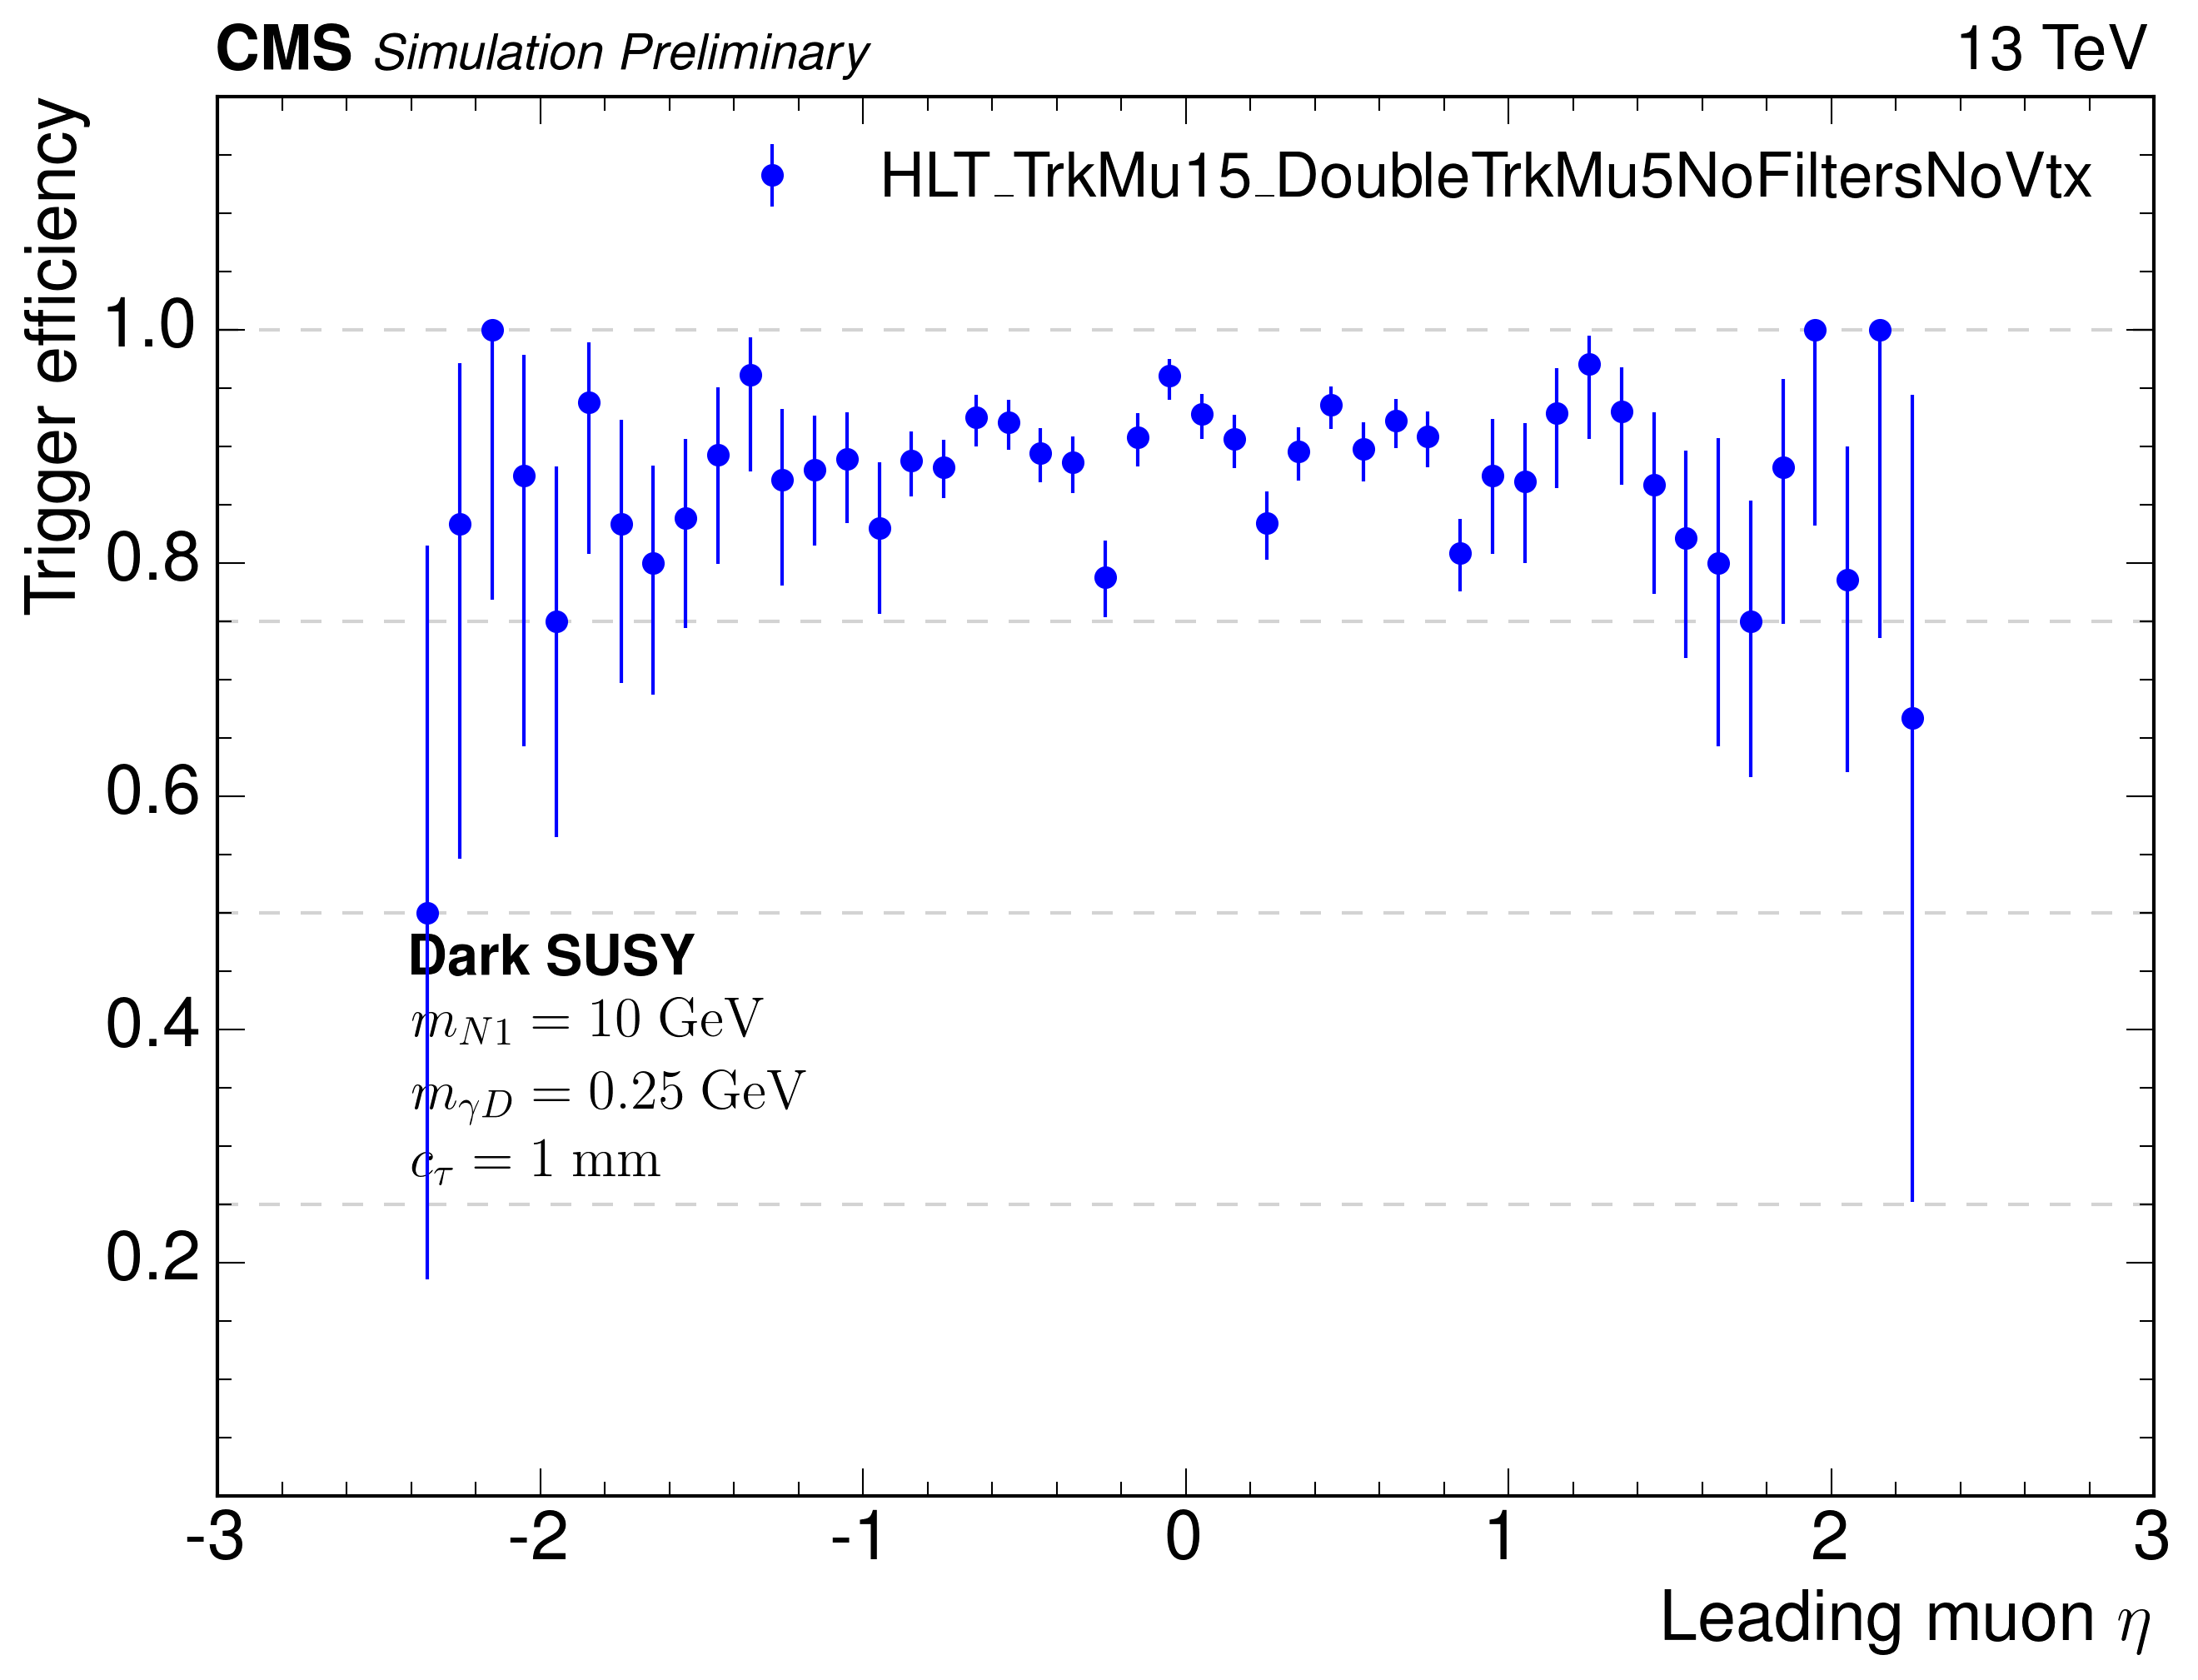 CMS Simulation Preliminary 13 TeV
Trigger efficiency
HLT_TrkMu15_DoubleTrkMu5NoFiltersNoVtx
1.0
0.8
0.6
0.4
0.2
Dark SUSY
m_{N1} = 10 GeV
m_{γD} = 0.25 GeV
c_τ = 1 mm
-3 -2 -1 0 1 2 3
Leading muon η